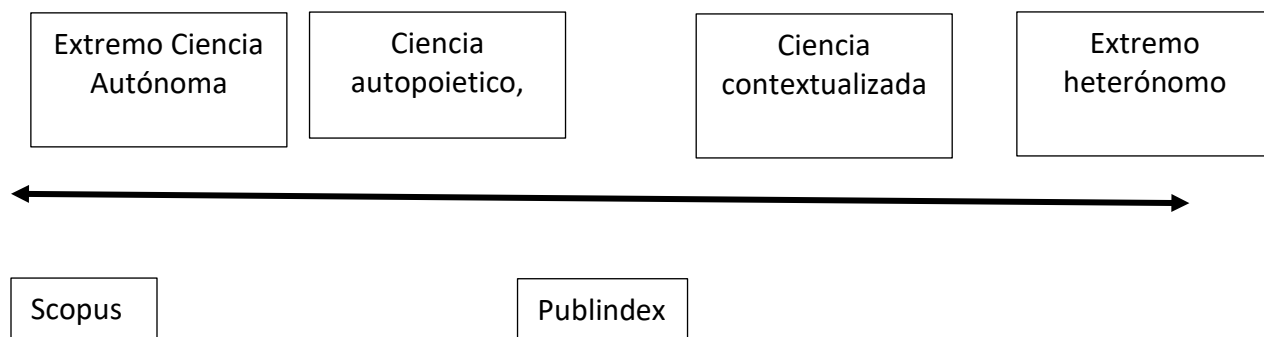 Extremo Ciencia
Autónoma
Ciencia
autopoietico,
Ciencia
contextualizada
Extremo
heterónomo
Scopus
Publindex